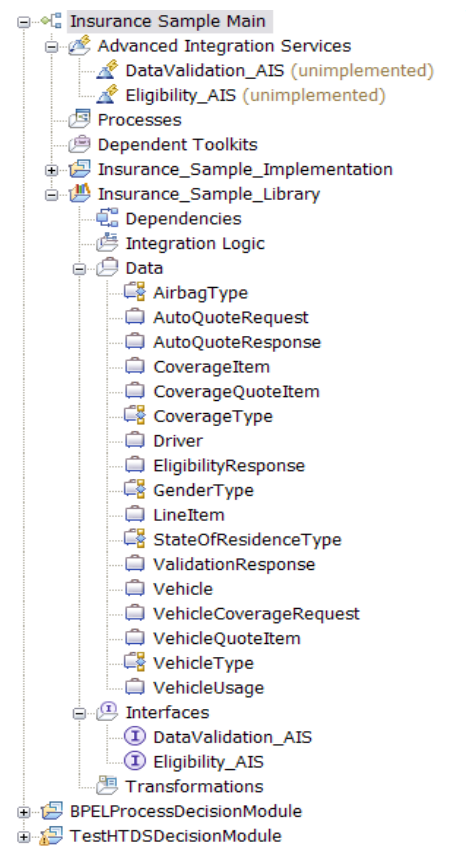 Insurance Sample Main
Advanced Integration Services
DataValidation_AIS (unimplemented)
Eligibility_AIS (unimplemented)
Processes
Dependent Toolkits
Insurance_Sample_Implementation
Insurance_Sample_Library
Dependencies
Integration Logic
Data
AirbagType
AutoQuoteRequest
AutoQuoteResponse
CoverageItem
CoverageQuoteItem
CoverageType
Driver
EligibilityResponse
GenderType
LineItem
StateOfResidenceType
ValidationResponse
Vehicle
VehicleCoverageRequest
VehicleQuoteItem
VehicleType
VehicleUsage
Interfaces
DataValidation_AIS
Eligibility_AIS
Transformations
BPELProcessDecisionModule
TestHTDSDecisionModule